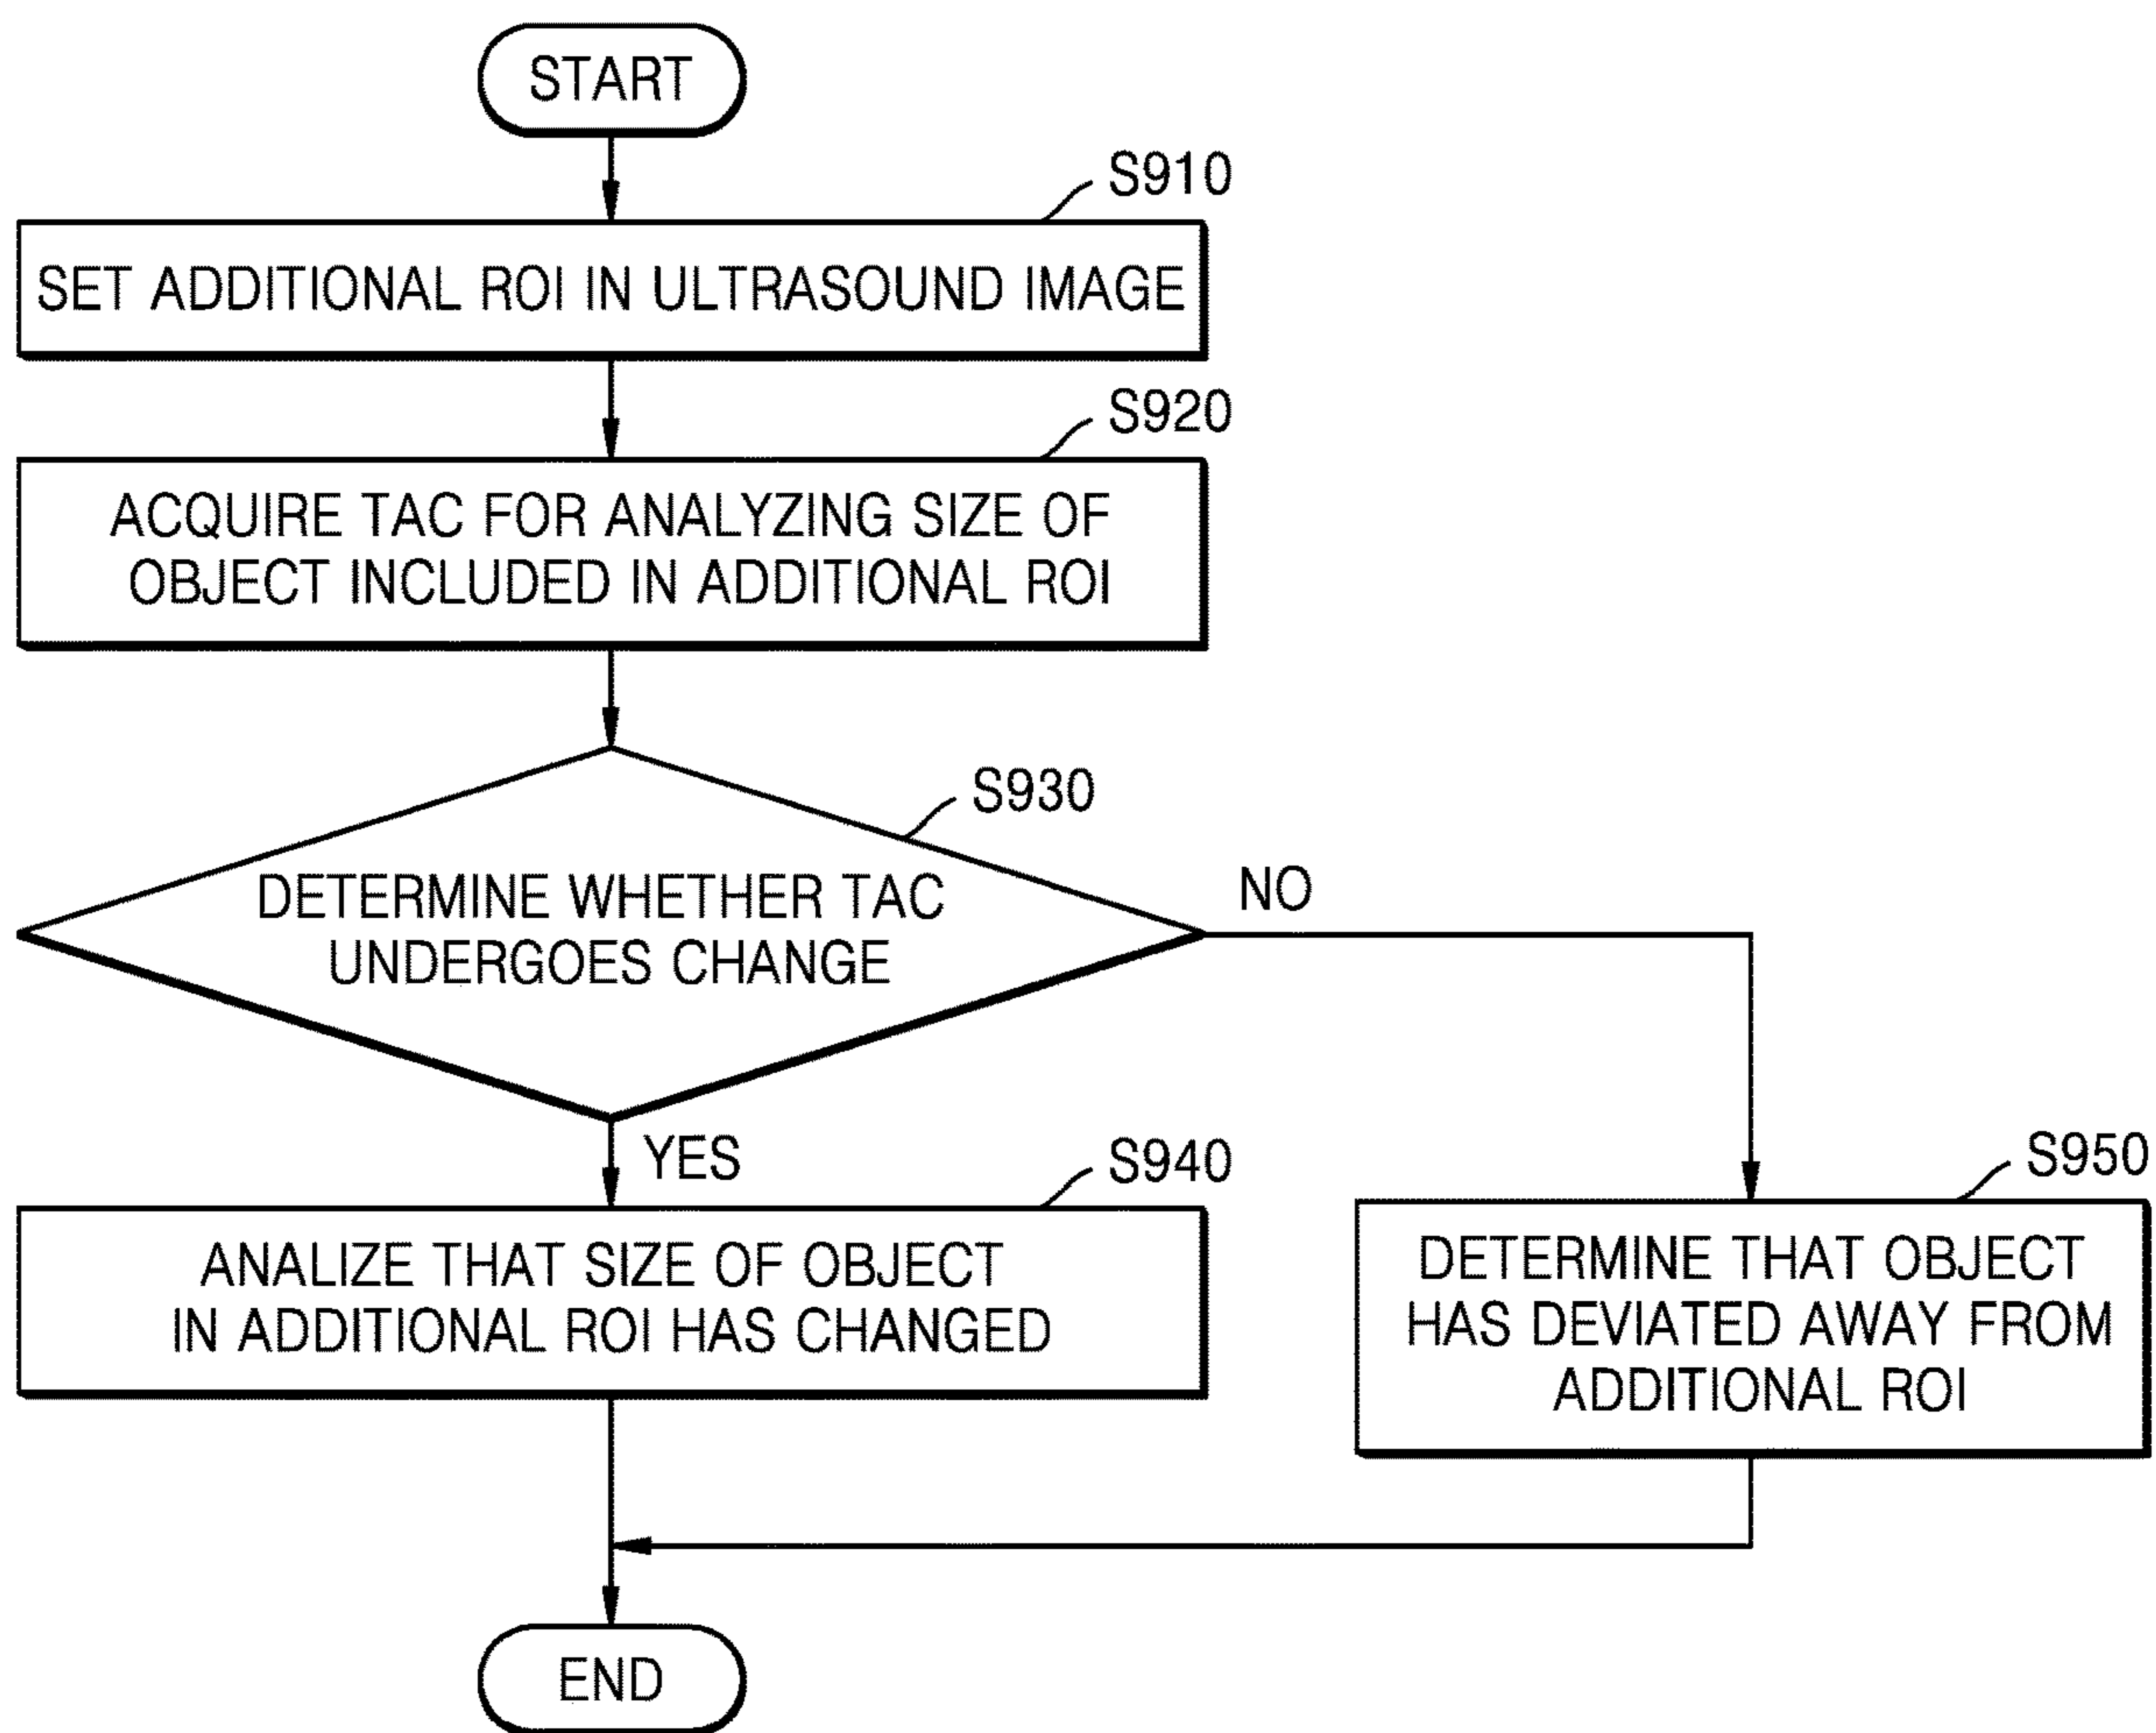 START
S910
SET ADDITIONAL ROI IN ULTRASOUND IMAGE
S920
ACQUIRE TAC FOR ANALYZING SIZE OF
OBJECT INCLUDED IN ADDITIONAL ROI
S930
DETERMINE WHETHER TAC
UNDERGOES CHANGE
NO
YES
S940
ANALIZE THAT SIZE OF OBJECT
IN ADDITIONAL ROI HAS CHANGED
S950
DETERMINE THAT OBJECT
HAS DEVIATED AWAY FROM
ADDITIONAL ROI
END